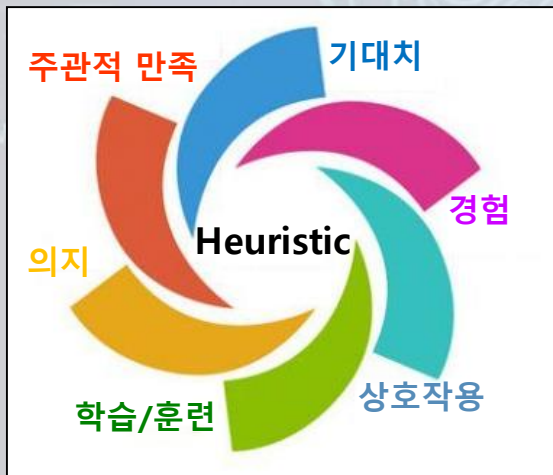 기대치
주관적 만족
경험
Heuristic
의지
상호작용
학습/훈련